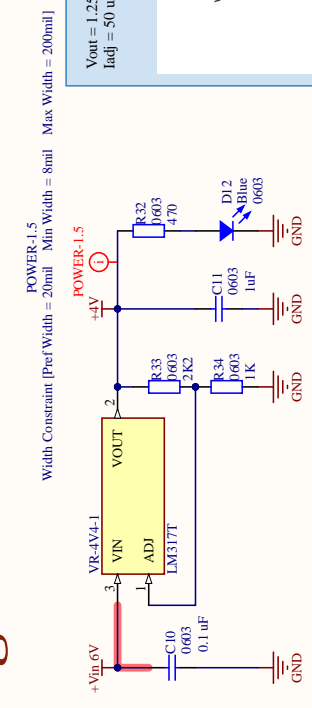 Vout = 1.25
Iadj = 50 u
POWER-1.5
Width Constraint [Pref Width = 20mil Min Width = 8mil Max Width = 200mil]
POWER-1.5
i
+Vin 6V
C10
0603
0.1 uF
GND
VR-4V4-1
3
VIN
1
ADJ
VOUT
2
LM317T
R33
0603
2K2
R34
0603
1K
GND
+4V
C11
0603
1uF
GND
R32
0603
470
D12
Blue
0603
GND